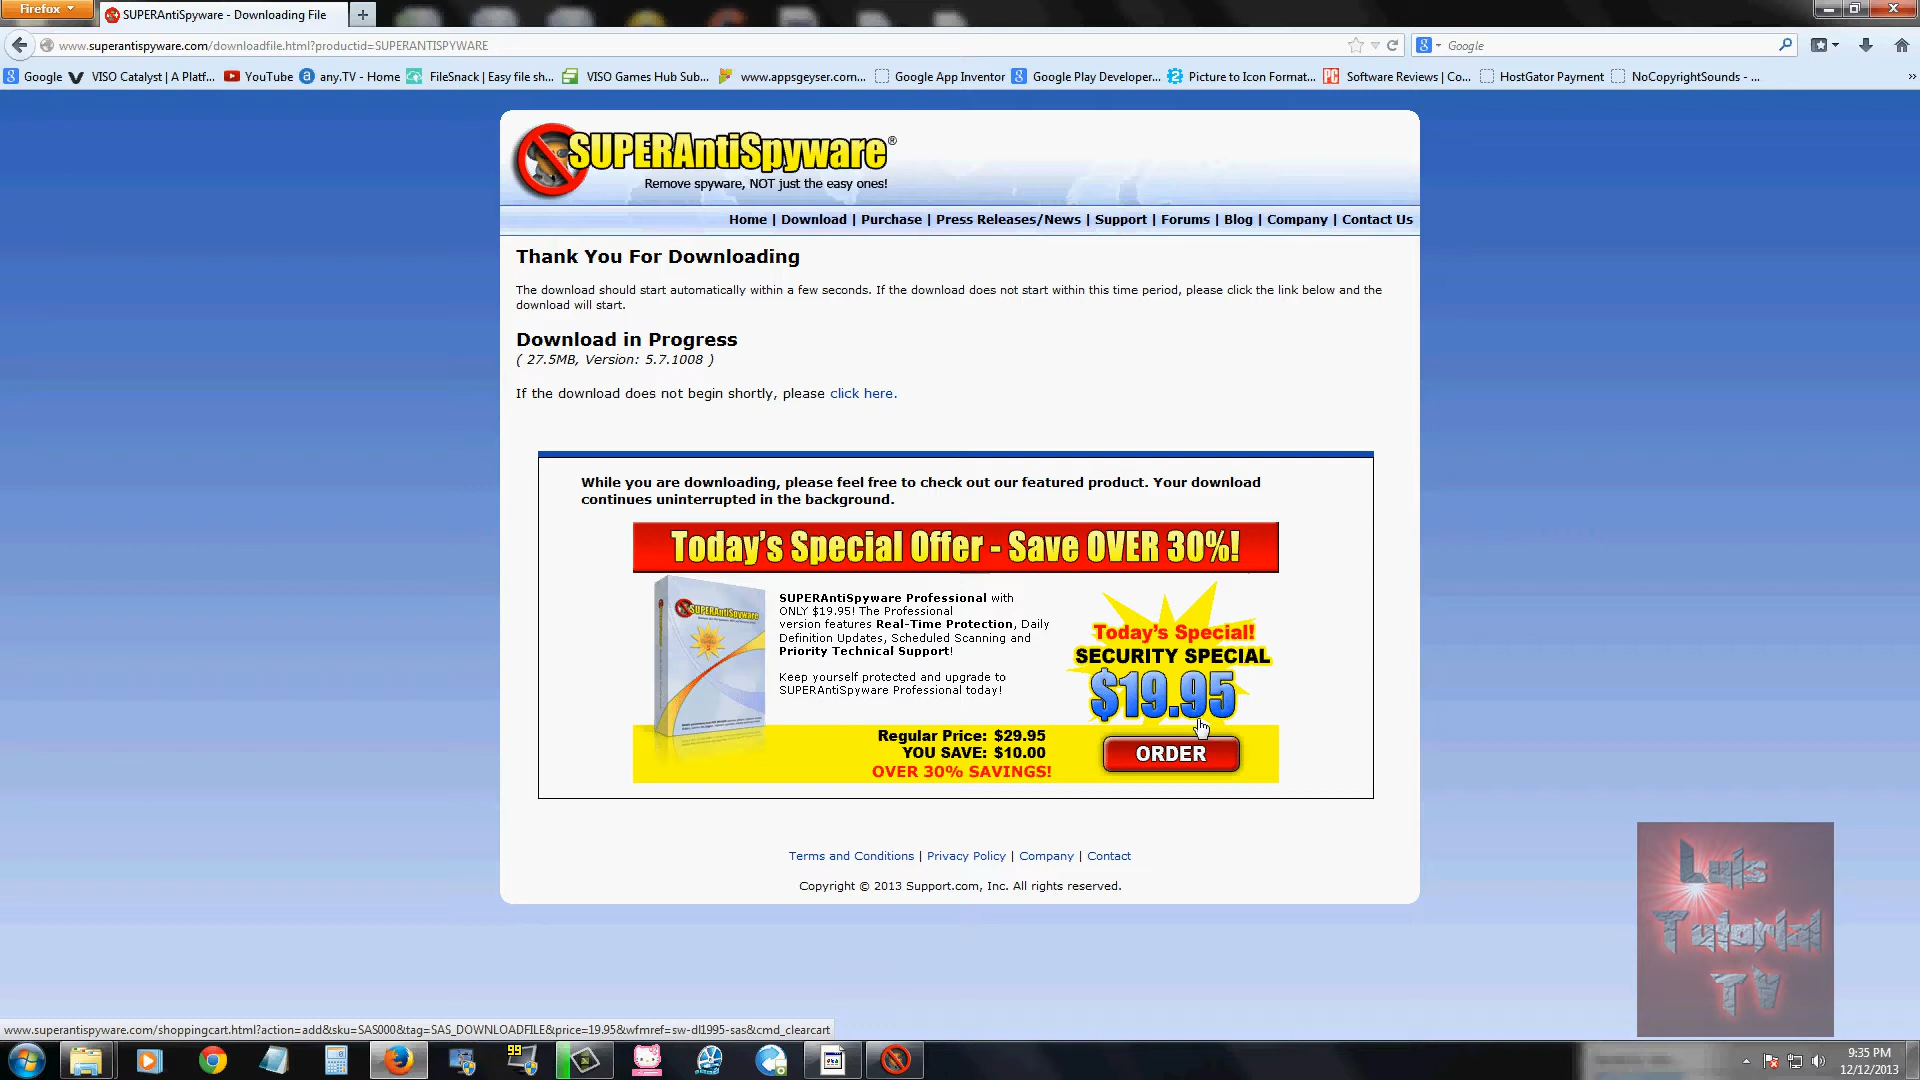 Firefox
SUPERAntiSpyware - Downloading File
www.superantispyware.com/downloadfile.html?productid=SUPERANTISPYWARE
Google
Google
VISO Catalyst | A Platf...
YouTube
any.TV - Home
FileSnack | Easy file sh...
VISO Games Hub Sub...
www.appsgeyser.com...
Google App Inventor
Google Play Developer...
Picture to Icon Format...
Software Reviews | Co...
HostGator Payment
NoCopyrightSounds - ...
SUPERAntiSpyware®
Remove spyware, NOT just the easy ones!
Home | Download | Purchase | Press Releases/News | Support | Forums | Blog | Company | Contact Us
Thank You For Downloading
The download should start automatically within a few seconds. If the download does not start within this time period, please click the link below and the
download will start.
Download in Progress
( 27.5MB, Version: 5.7.1008 )
If the download does not begin shortly, please click here.
While you are downloading, please feel free to check out our featured product. Your download
continues uninterrupted in the background.
Today's Special Offer - Save OVER 30%!
SUPERAntiSpyware
SUPERAntiSpyware Professional with
ONLY $19.95! The Professional
version features Real-Time Protection, Daily
Definition Updates, Scheduled Scanning and
Priority Technical Support!
Keep yourself protected and upgrade to
SUPERAntiSpyware Professional today!
Today's Special!
SECURITY SPECIAL
$19.95
Regular Price: $29.95
YOU SAVE: $10.00
OVER 30% SAVINGS!
ORDER
Terms and Conditions | Privacy Policy | Company | Contact
Copyright © 2013 Support.com, Inc. All rights reserved.
Luis
Tutorial
TV
www.superantispyware.com/shoppingcart.html?action=add&sku=SAS000&tag=SAS_DOWNLOADFILE&price=19.95&wfmref=sw-dl1995-sas&cmd_clearcart
99
9:35 PM
12/12/2013